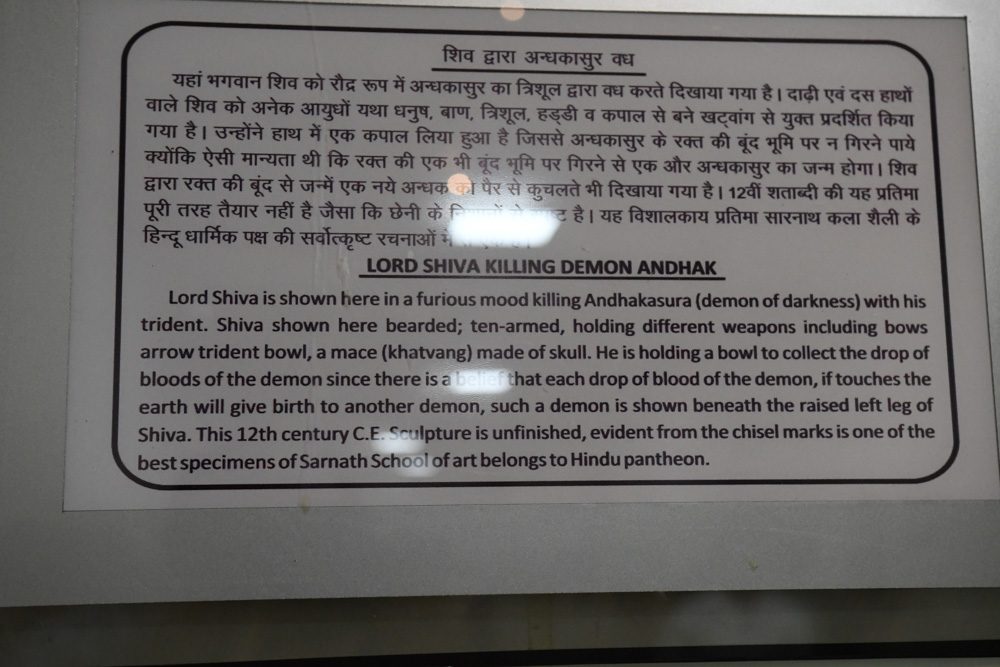 शिव द्वारा अन्धकासुर वध
यहां भगवान शिव को रौद्र रूप में अन्धकासुर का त्रिशूल द्वारा वध करते दिखाया गया है। दाढ़ी एवं दस हाथों
वाले शिव को अनेक आयुधों यथा धनुष, बाण, त्रिशूल, हड्डी व कपाल से बने खट्वांग से युक्त प्रदर्शित किया
गया है। उन्होंने हाथ में एक कपाल लिया हुआ है जिससे अन्धकासुर के रक्त की बूंद भूमि पर न गिरने पाये
क्योंकि ऐसी मान्यता थी कि रक्त की एक भी बूंद भूमि पर गिरने से एक और अन्धकासुर का जन्म होगा। शिव
द्वारा रक्त की बूंद से जन्में एक नये अन्धक को पैर से कुचलते भी दिखाया गया है। 12वीं शताब्दी की यह प्रतिमा
पूरी तरह तैयार नहीं है जैसा कि छेनी के है। यह विशालकाय प्रतिमा सारनाथ कला शैली के
हिन्दू धार्मिक पक्ष की सर्वोत्कृष्ट रचनाओं
LORD SHIVA KILLING DEMON ANDHAK
Lord Shiva is shown here in a furious mood killing Andhakasura (demon of darkness) with his
trident. Shiva shown here bearded; ten-armed, holding different weapons including bows
arrow trident bowl, a mace (khatvang) made of skull. He is holding a bowl to collect the drop of
bloods of the demon since there is a belief that each drop of blood of the demon, if touches the
earth will give birth to another demon, such a demon is shown beneath the raised left leg of
Shiva. This 12th century C.E. Sculpture is unfinished, evident from the chisel marks is one of the
best specimens of Sarnath School of art belongs to Hindu pantheon.